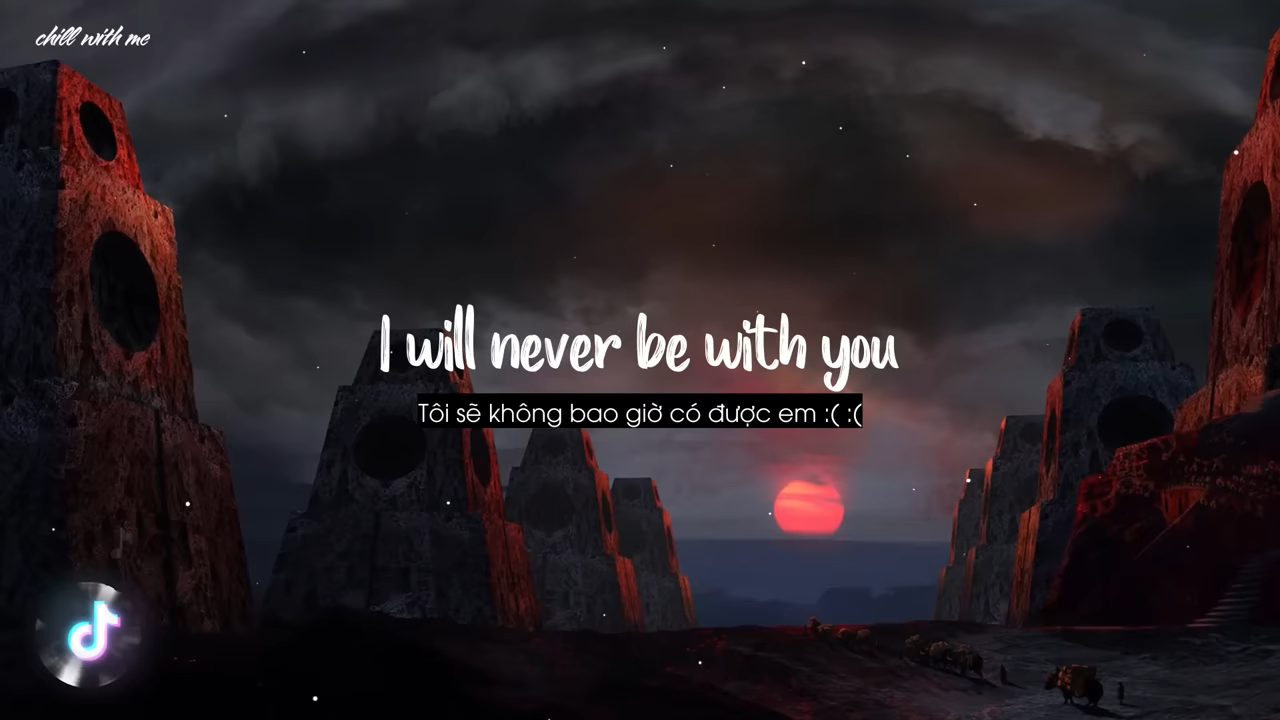 chill with me
I will never be with you
Tôi sẽ không bao giờ có được em :( :(